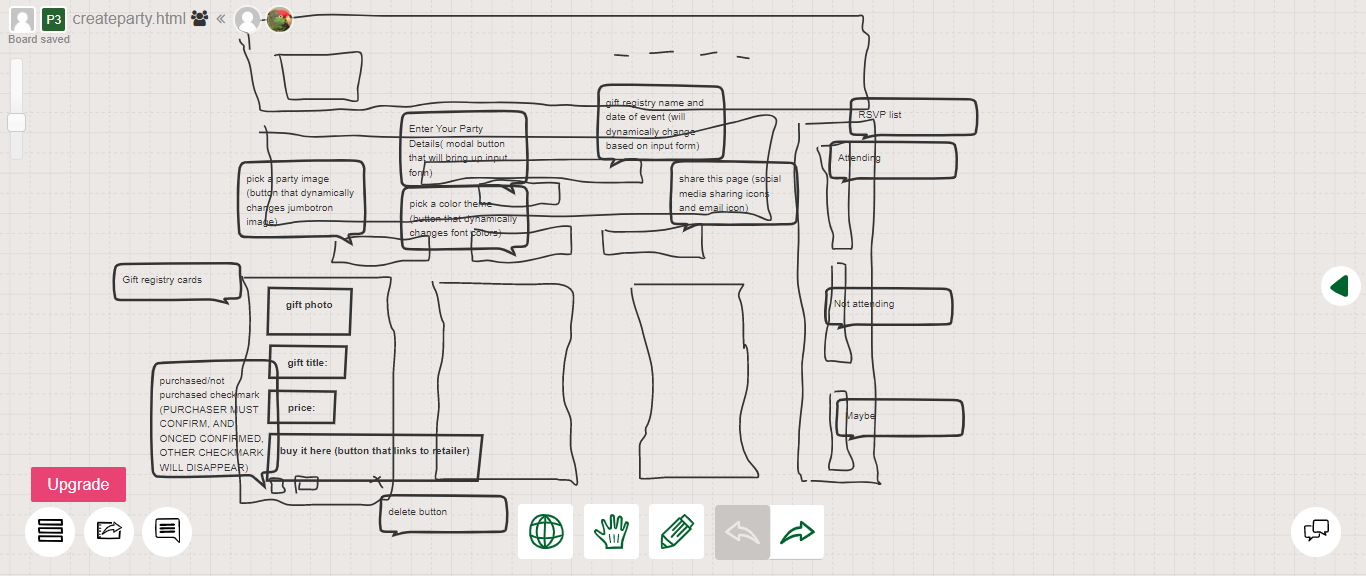 P3 createparty.html «
Board saved
gift registry name and
date of event (will
dynamically change
based on input form)
RSVP list
Enter Your Party
Details( modal button
that will bring up input
form)
Attending
pick a party image
(button that dynamically
changes jumbotron
image)
share this page (social
media sharing icons
and email icon)
pick a color theme
(button that dynamically
changes font colors)
Gift registry cards
gift photo
Not attending
gift title:
purchased/not
purchased checkmark
(PURCHASER MUST
CONFIRM, AND
ONCED CONFIRMED,
OTHER CHECKMARK
WILL DISAPPEAR)
price:
Maybe
buy it here (button that links to retailer)
Upgrade
delete button